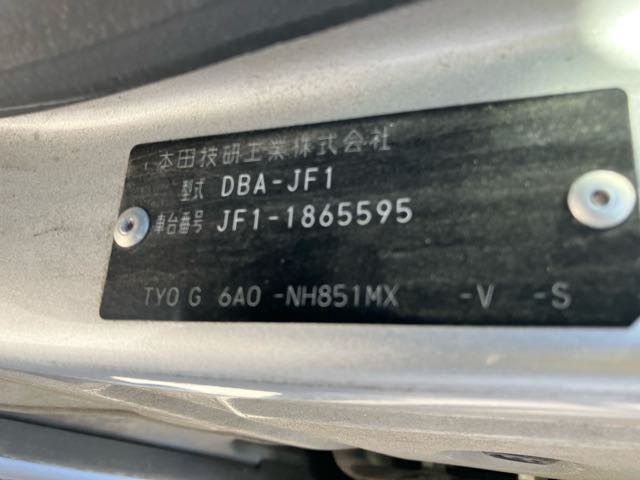 本田技研工業株式会社
型式 DBA-JF1
車台番号 JF1-1865595
TY0 G 6A0 -NH851MX -V -S